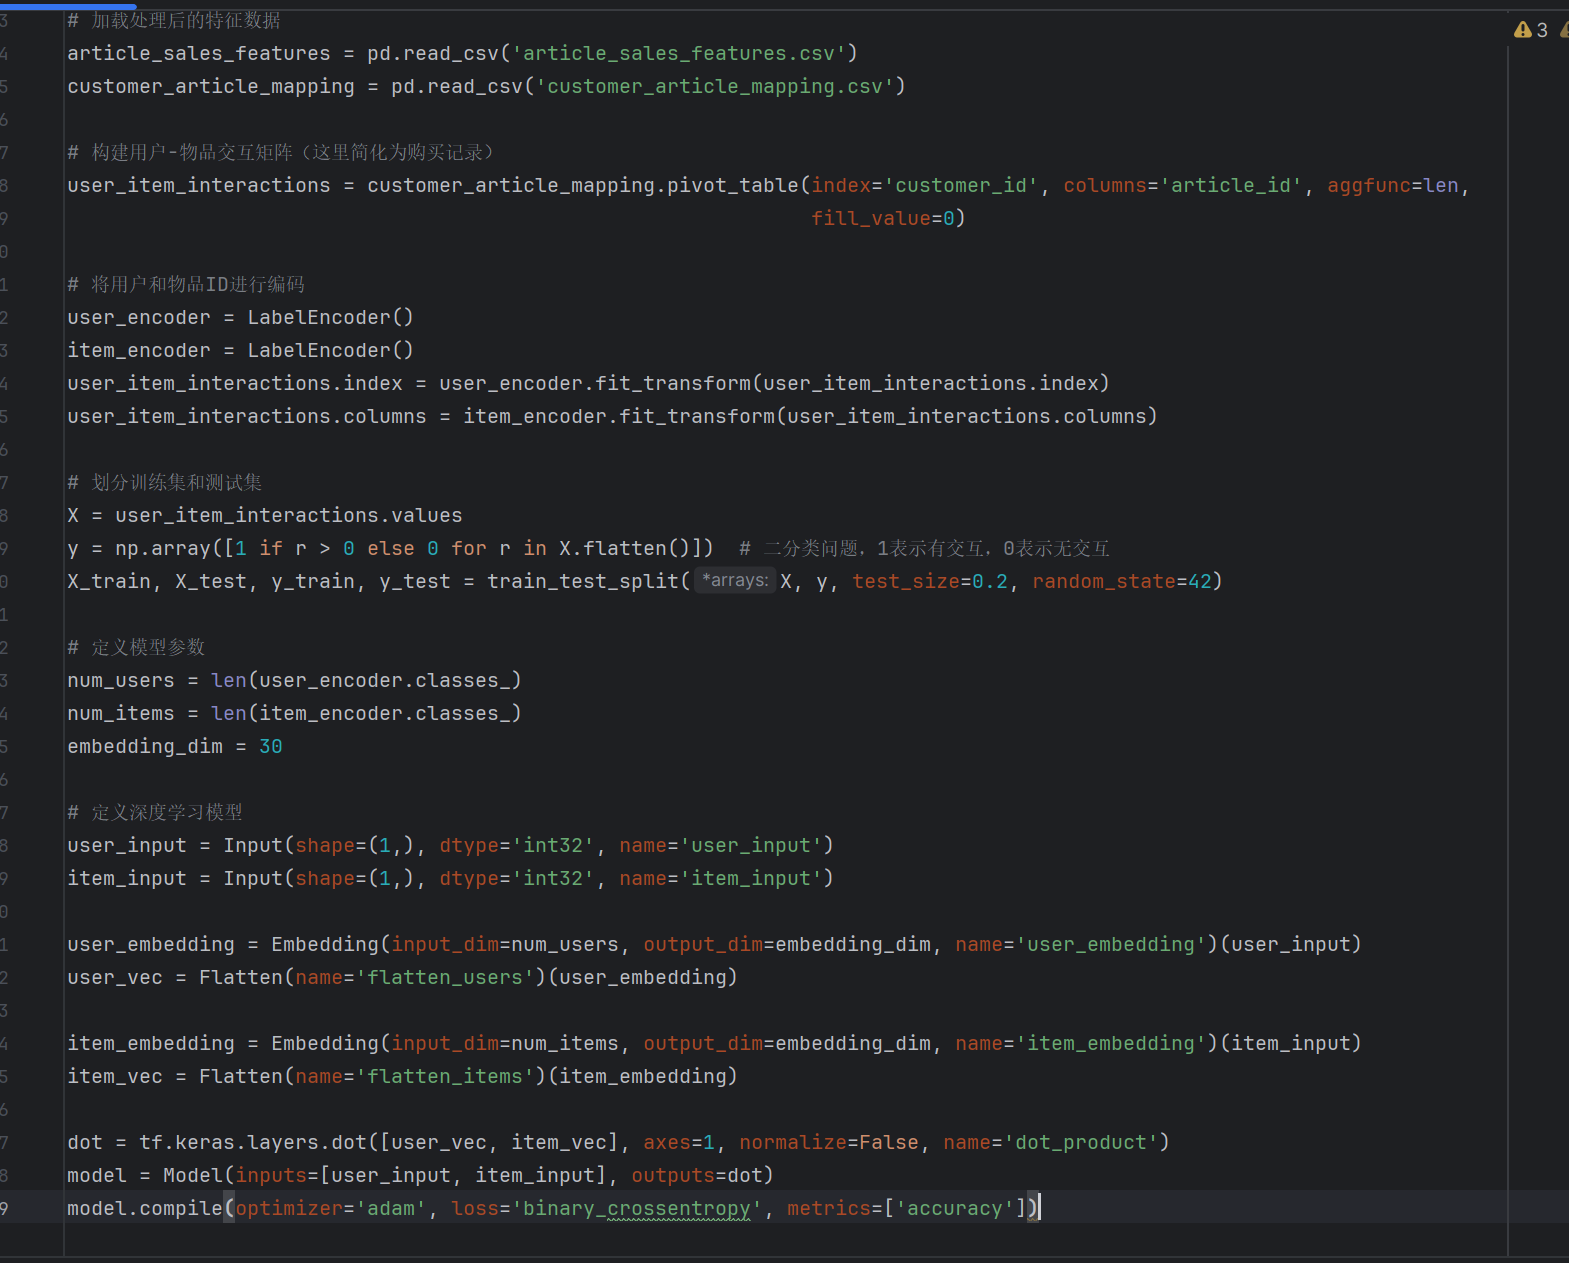 3 # 加载处理后的特征数据
4 article_sales_features = pd.read_csv('article_sales_features.csv')
5 customer_article_mapping = pd.read_csv('customer_article_mapping.csv')
6
7 # 构建用户-物品交互矩阵（这里简化为购买记录）
8 user_item_interactions = customer_article_mapping.pivot_table(index='customer_id', columns='article_id', aggfunc=len,
9 fill_value=0)
0
1 # 将用户和物品ID进行编码
2 user_encoder = LabelEncoder()
3 item_encoder = LabelEncoder()
4 user_item_interactions.index = user_encoder.fit_transform(user_item_interactions.index)
5 user_item_interactions.columns = item_encoder.fit_transform(user_item_interactions.columns)
6
7 # 划分训练集和测试集
8 X = user_item_interactions.values
9 y = np.array([1 if r > 0 else 0 for r in X.flatten()])  # 二分类问题，1表示有交互，0表示无交互
0 X_train, X_test, y_train, y_test = train_test_split(*arrays: X, y, test_size=0.2, random_state=42)
1
2 # 定义模型参数
3 num_users = len(user_encoder.classes_)
4 num_items = len(item_encoder.classes_)
5 embedding_dim = 30
6
7 # 定义深度学习模型
8 user_input = Input(shape=(1,), dtype='int32', name='user_input')
9 item_input = Input(shape=(1,), dtype='int32', name='item_input')
0
1 user_embedding = Embedding(input_dim=num_users, output_dim=embedding_dim, name='user_embedding')(user_input)
2 user_vec = Flatten(name='flatten_users')(user_embedding)
3
4 item_embedding = Embedding(input_dim=num_items, output_dim=embedding_dim, name='item_embedding')(item_input)
5 item_vec = Flatten(name='flatten_items')(item_embedding)
6
7 dot = tf.keras.layers.dot([user_vec, item_vec], axes=1, normalize=False, name='dot_product')
8 model = Model(inputs=[user_input, item_input], outputs=dot)
9 model.compile(optimizer='adam', loss='binary_crossentropy', metrics=['accuracy'])
3